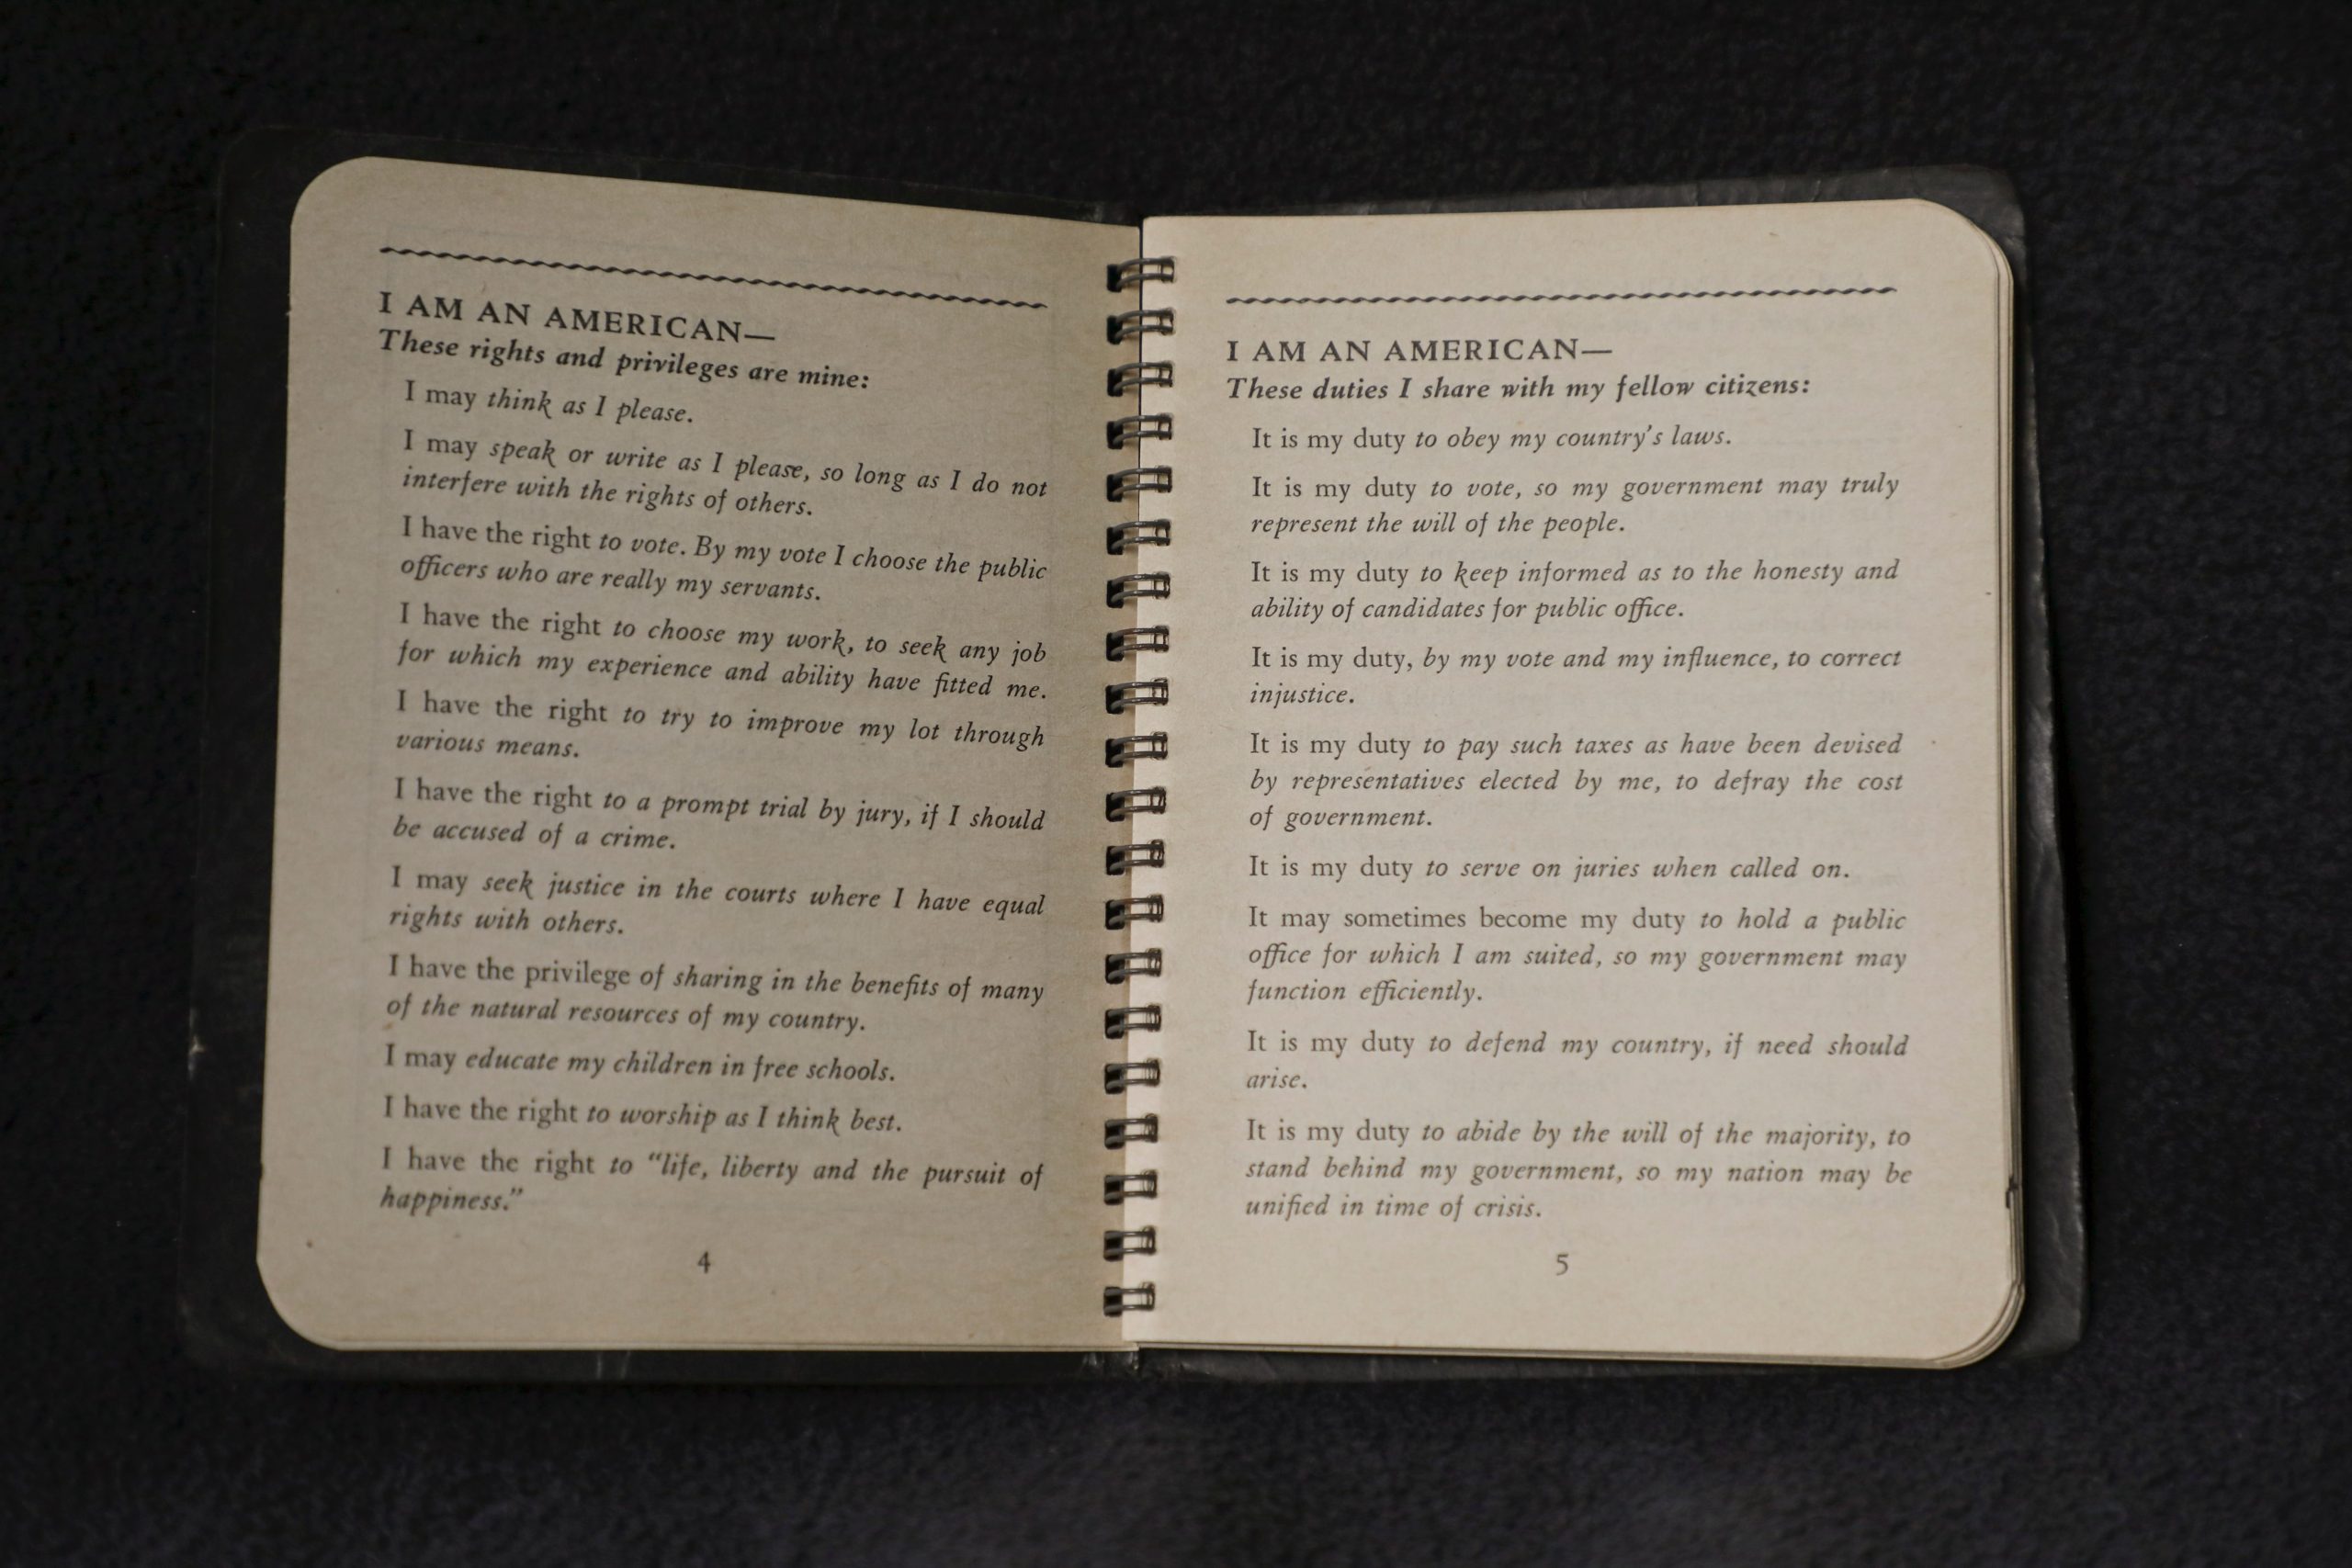 I AM AN AMERICAN—
These rights and privileges are mine:
I may think as I please.
I may speak or write as I please, so long as I do not
interfere with the rights of others.
I have the right to vote. By my vote I choose the public
officers who are really my servants.
I have the right to choose my work, to seek any job
for which my experience and ability have fitted me.
I have the right to try to improve my lot through
various means.
I have the right to a prompt trial by jury, if I should
be accused of a crime.
I may seek justice in the courts where I have equal
rights with others.
I have the privilege of sharing in the benefits of many
of the natural resources of my country.
I may educate my children in free schools.
I have the right to worship as I think best.
I have the right to “life, liberty and the pursuit of
happiness.”
4
I AM AN AMERICAN—
These duties I share with my fellow citizens:
It is my duty to obey my country’s laws.
It is my duty to vote, so my government may truly
represent the will of the people.
It is my duty to keep informed as to the honesty and
ability of candidates for public office.
It is my duty, by my vote and my influence, to correct
injustice.
It is my duty to pay such taxes as have been devised
by representatives elected by me, to defray the cost
of government.
It is my duty to serve on juries when called on.
It may sometimes become my duty to hold a public
office for which I am suited, so my government may
function efficiently.
It is my duty to defend my country, if need should
arise.
It is my duty to abide by the will of the majority, to
stand behind my government, so my nation may be
unified in time of crisis.
5